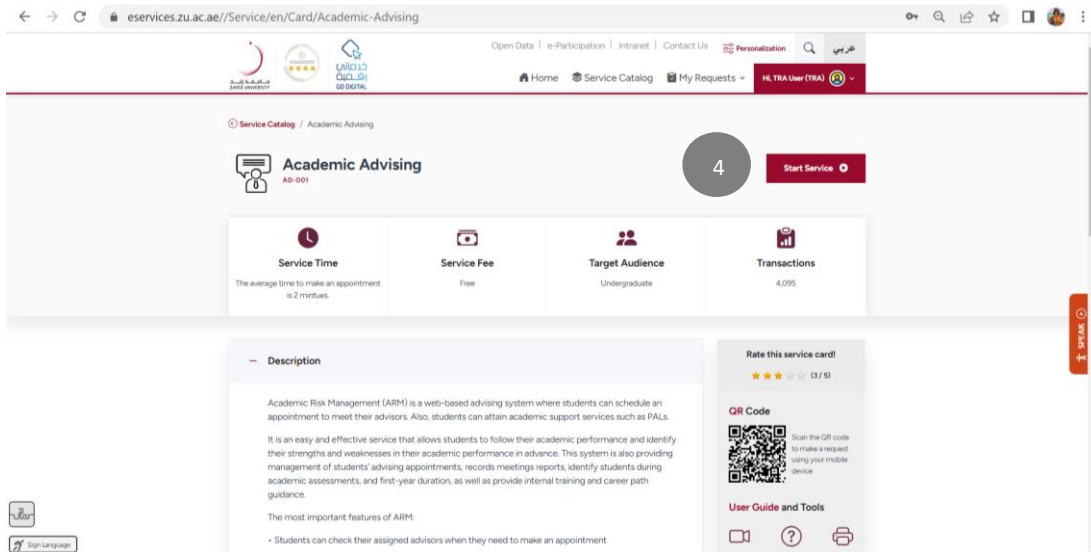 eservices.zu.ac.ae//Service/en/Card/Academic-Advising
Open Data | e-Participation | Intranet | Contact Us
Personalization
عربي
جامعة زايد
ZAYED UNIVERSITY
خدماتي
رقمية
GO DIGITAL
Home
Service Catalog
My Requests
Hi, TRA User (TRA)
Service Catalog / Academic Advising
Academic Advising
AD-001
4
Start Service
Service Time
The average time to make an appointment
is 2 mintues.
Service Fee
Free
Target Audience
Undergraduate
Transactions
4,095
SPEAK
− Description
Academic Risk Management (ARM) is a web-based advising system where students can schedule an
appointment to meet their advisors. Also, students can attain academic support services such as PALs.
It is an easy and effective service that allows students to follow their academic performance and identify
their strengths and weaknesses in their academic performance in advance. This system is also providing
management of students' advising appointments, records meetings reports, identify students during
academic assessments, and first-year duration, as well as provide internal training and career path
guidance.
The most important features of ARM:
• Students can check their assigned advisors when they need to make an appointment
Rate this service card!
(3/5)
QR Code
Scan the QR code
to make a request
using your mobile
device
User Guide and Tools
Sign Language